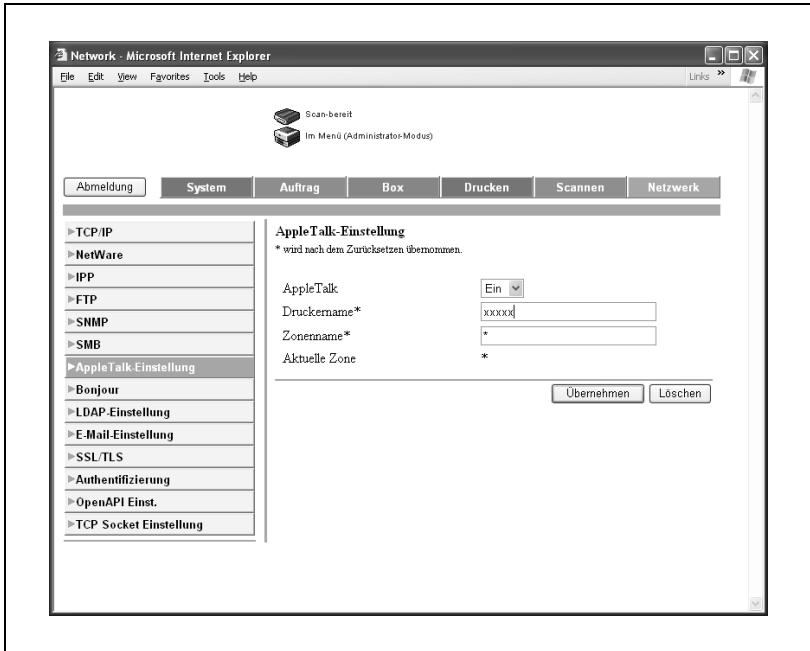 Network - Microsoft Internet Explorer
File Edit View Favorites Tools Help Links »
Scan-bereit
Im Menü (Administrator-Modus)
Abmeldung System Auftrag Box Drucken Scannen Netzwerk
TCP/IP
NetWare
IPP
FTP
SNMP
SMB
AppleTalk-Einstellung
Bonjour
LDAP-Einstellung
E-Mail-Einstellung
SSL/TLS
Authentifizierung
OpenAPI Einst.
TCP Socket Einstellung
AppleTalk-Einstellung
* wird nach dem Zurücksetzen übernommen.
AppleTalk Ein
Druckername* xxxxx
Zonenname* *
Aktuelle Zone *
Übernehmen Löschen